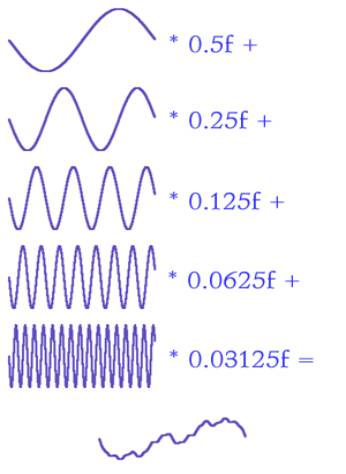 * 0.5f +
* 0.25f +
* 0.125f +
* 0.0625f +
* 0.03125f =